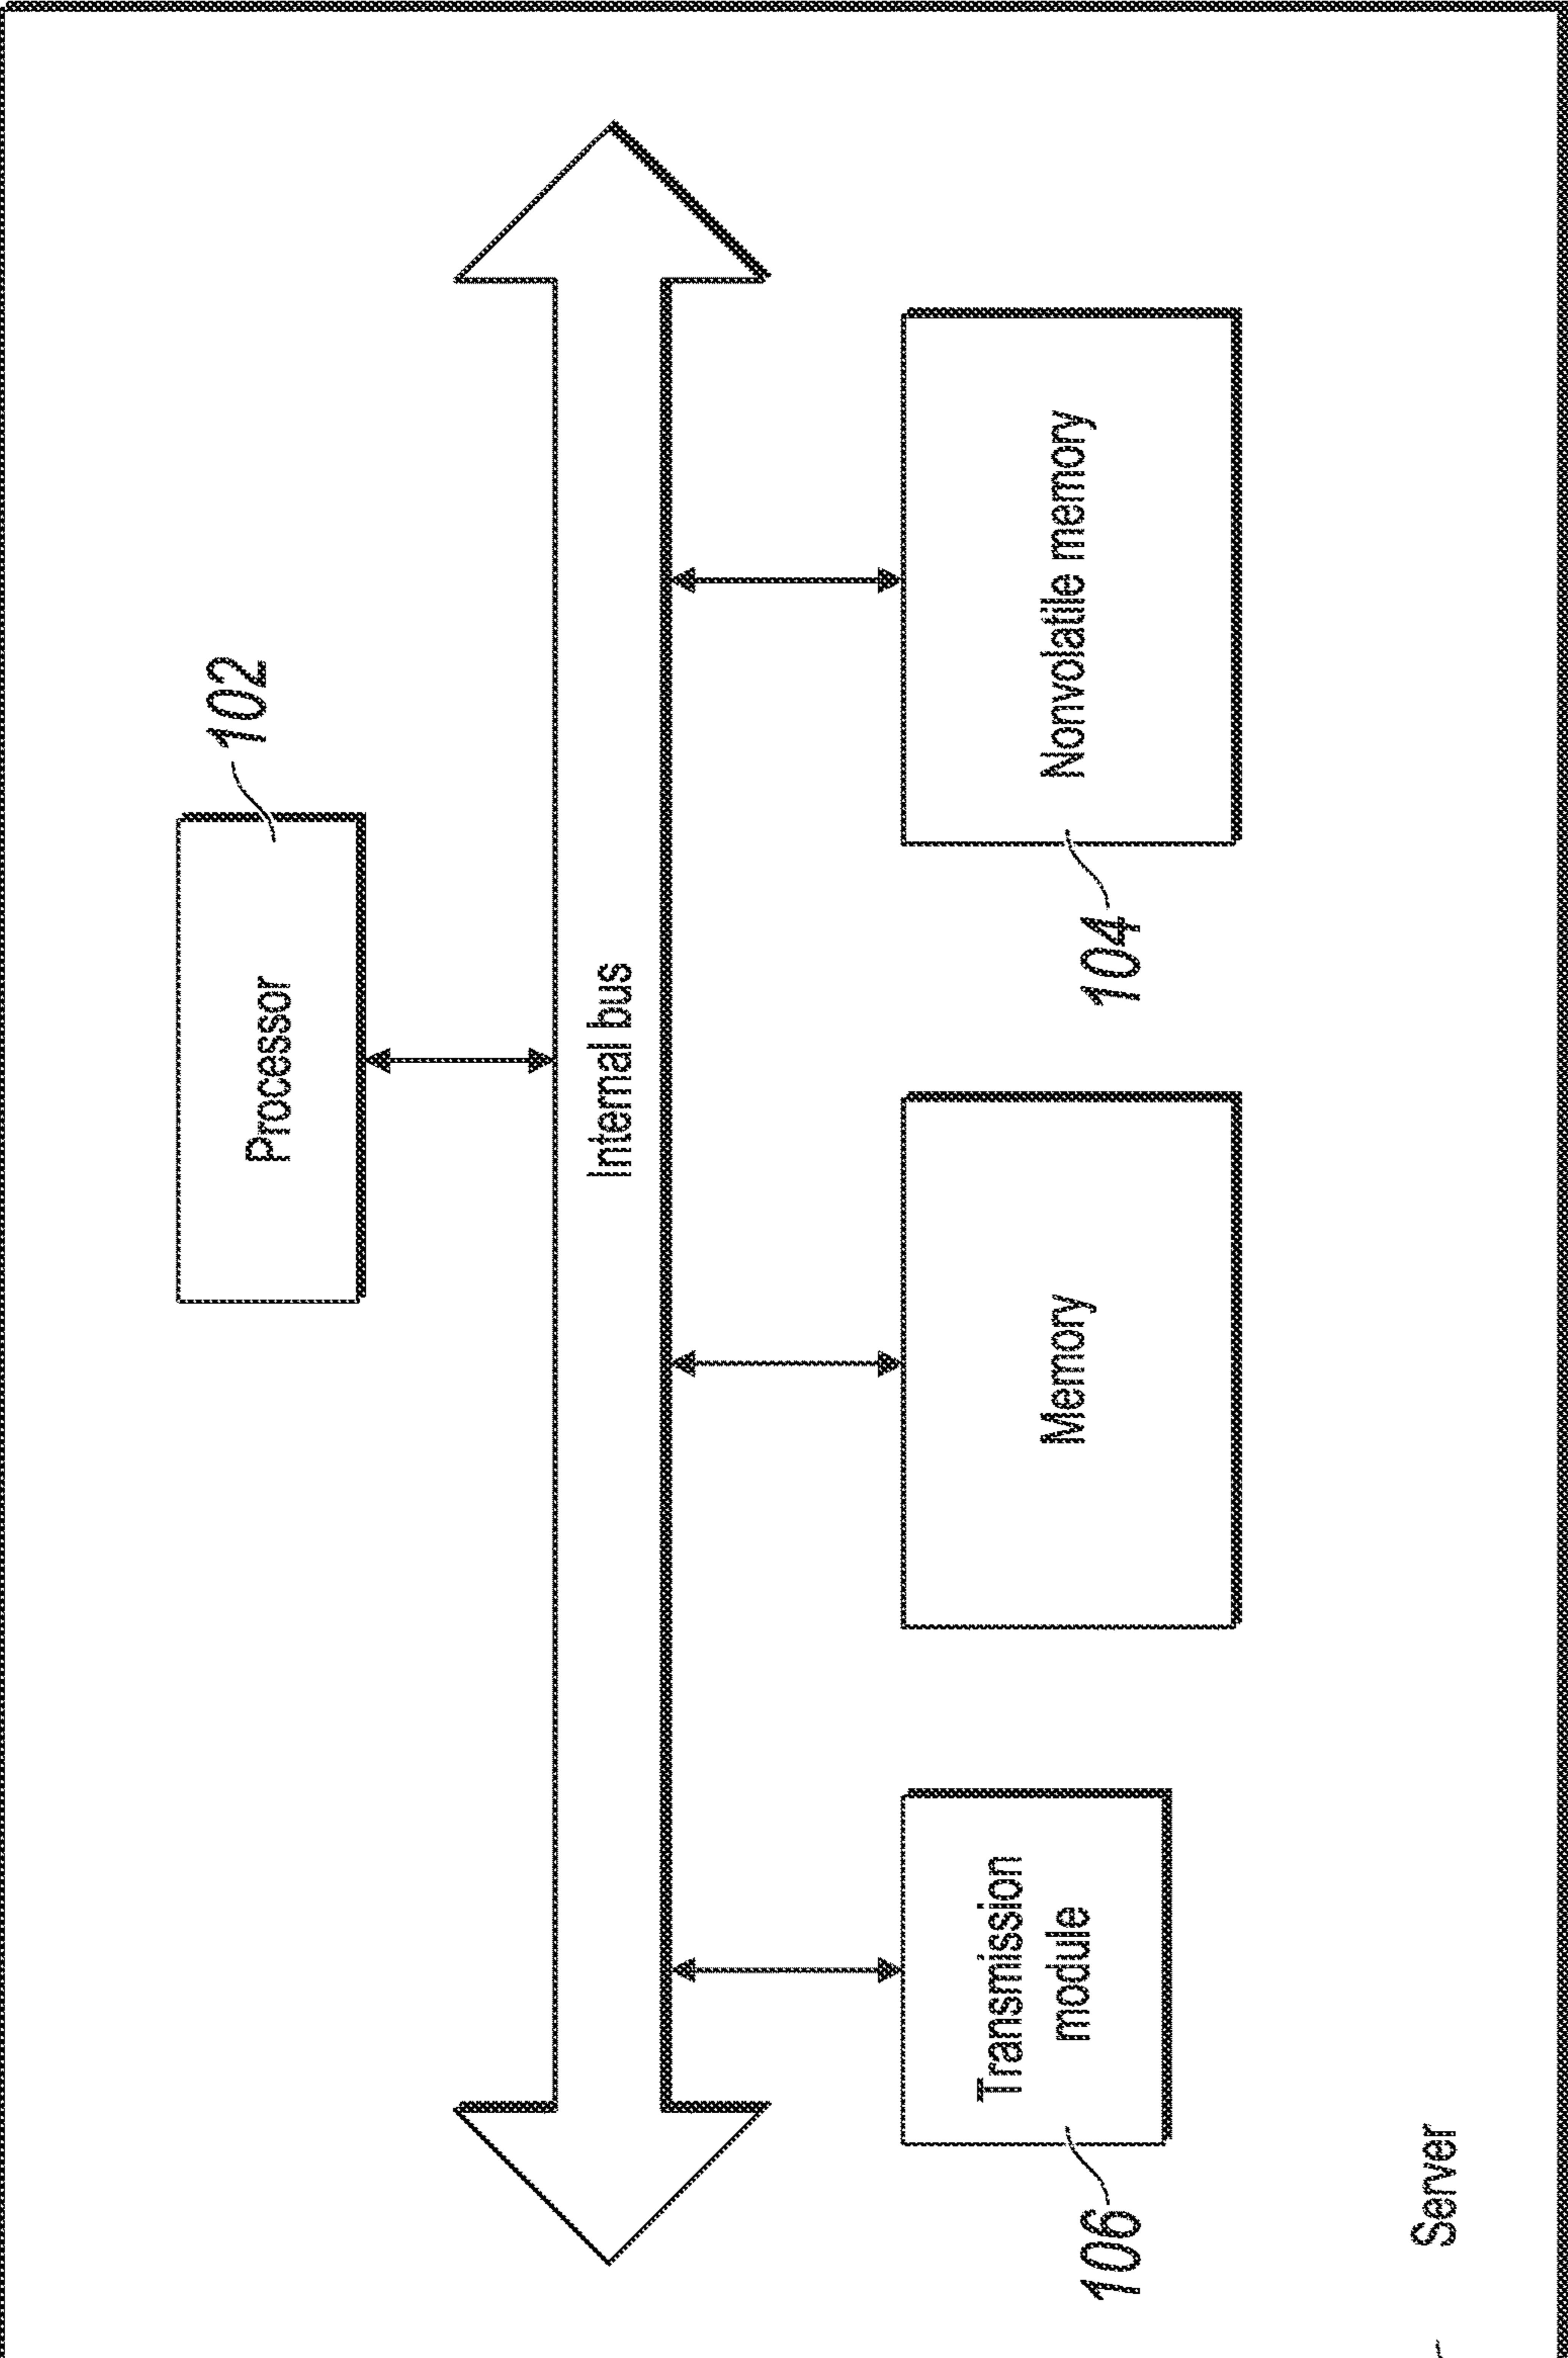 Processor
102
Internal bus
Transmission
module
106
Memory
Nonvolatile memory
104
Server